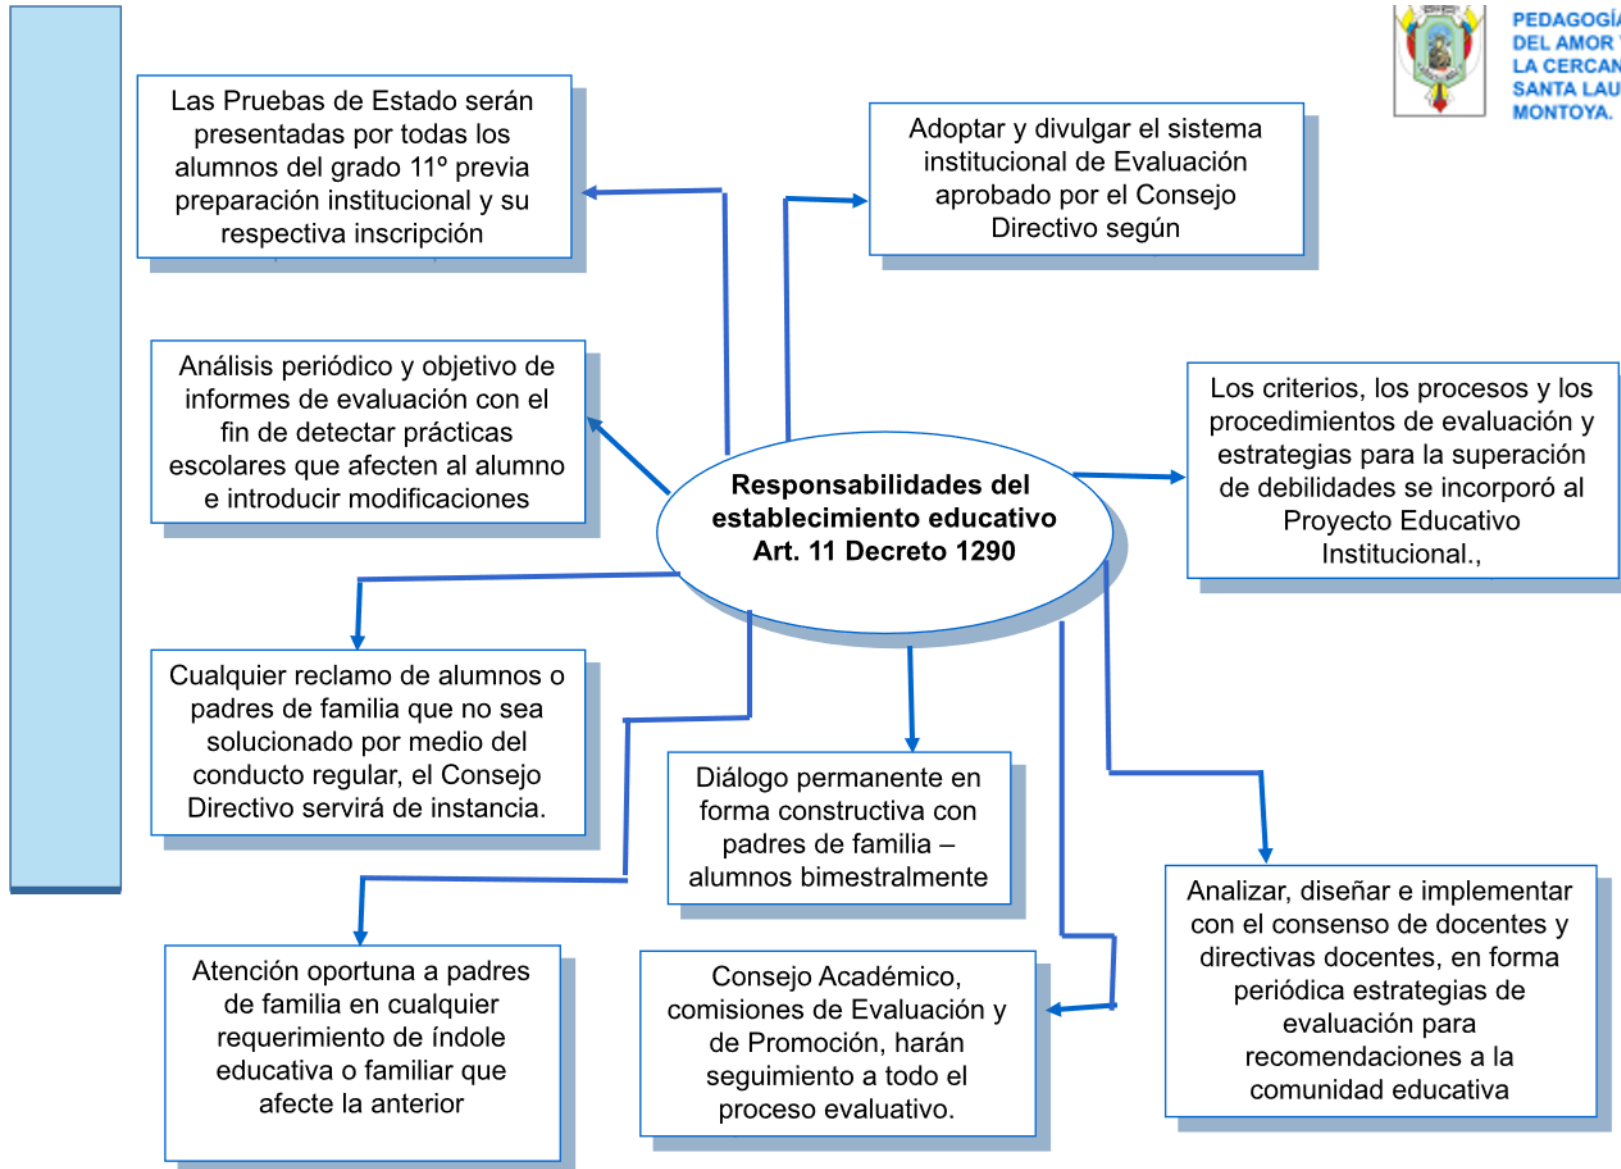 PEDAGOGÍA
DEL AMOR
LA CERCAN
SANTA LAU
MONTOYA.
Las Pruebas de Estado serán
presentadas por todas los
alumnos del grado 11º previa
preparación institucional y su
respectiva inscripción
Adoptar y divulgar el sistema
institucional de Evaluación
aprobado por el Consejo
Directivo según
Análisis periódico y objetivo de
informes de evaluación con el
fin de detectar prácticas
escolares que afecten al alumno
e introducir modificaciones
Los criterios, los procesos y los
procedimientos de evaluación y
estrategias para la superación
de debilidades se incorporó al
Proyecto Educativo
Institucional.,
Responsabilidades del
establecimiento educativo
Art. 11 Decreto 1290
Cualquier reclamo de alumnos o
padres de familia que no sea
solucionado por medio del
conducto regular, el Consejo
Directivo servirá de instancia.
Diálogo permanente en
forma constructiva con
padres de familia –
alumnos bimestralmente
Analizar, diseñar e implementar
con el consenso de docentes y
directivas docentes, en forma
periódica estrategias de
evaluación para
recomendaciones a la
comunidad educativa
Atención oportuna a padres
de familia en cualquier
requerimiento de índole
educativa o familiar que
afecte la anterior
Consejo Académico,
comisiones de Evaluación y
de Promoción, harán
seguimiento a todo el
proceso evaluativo.